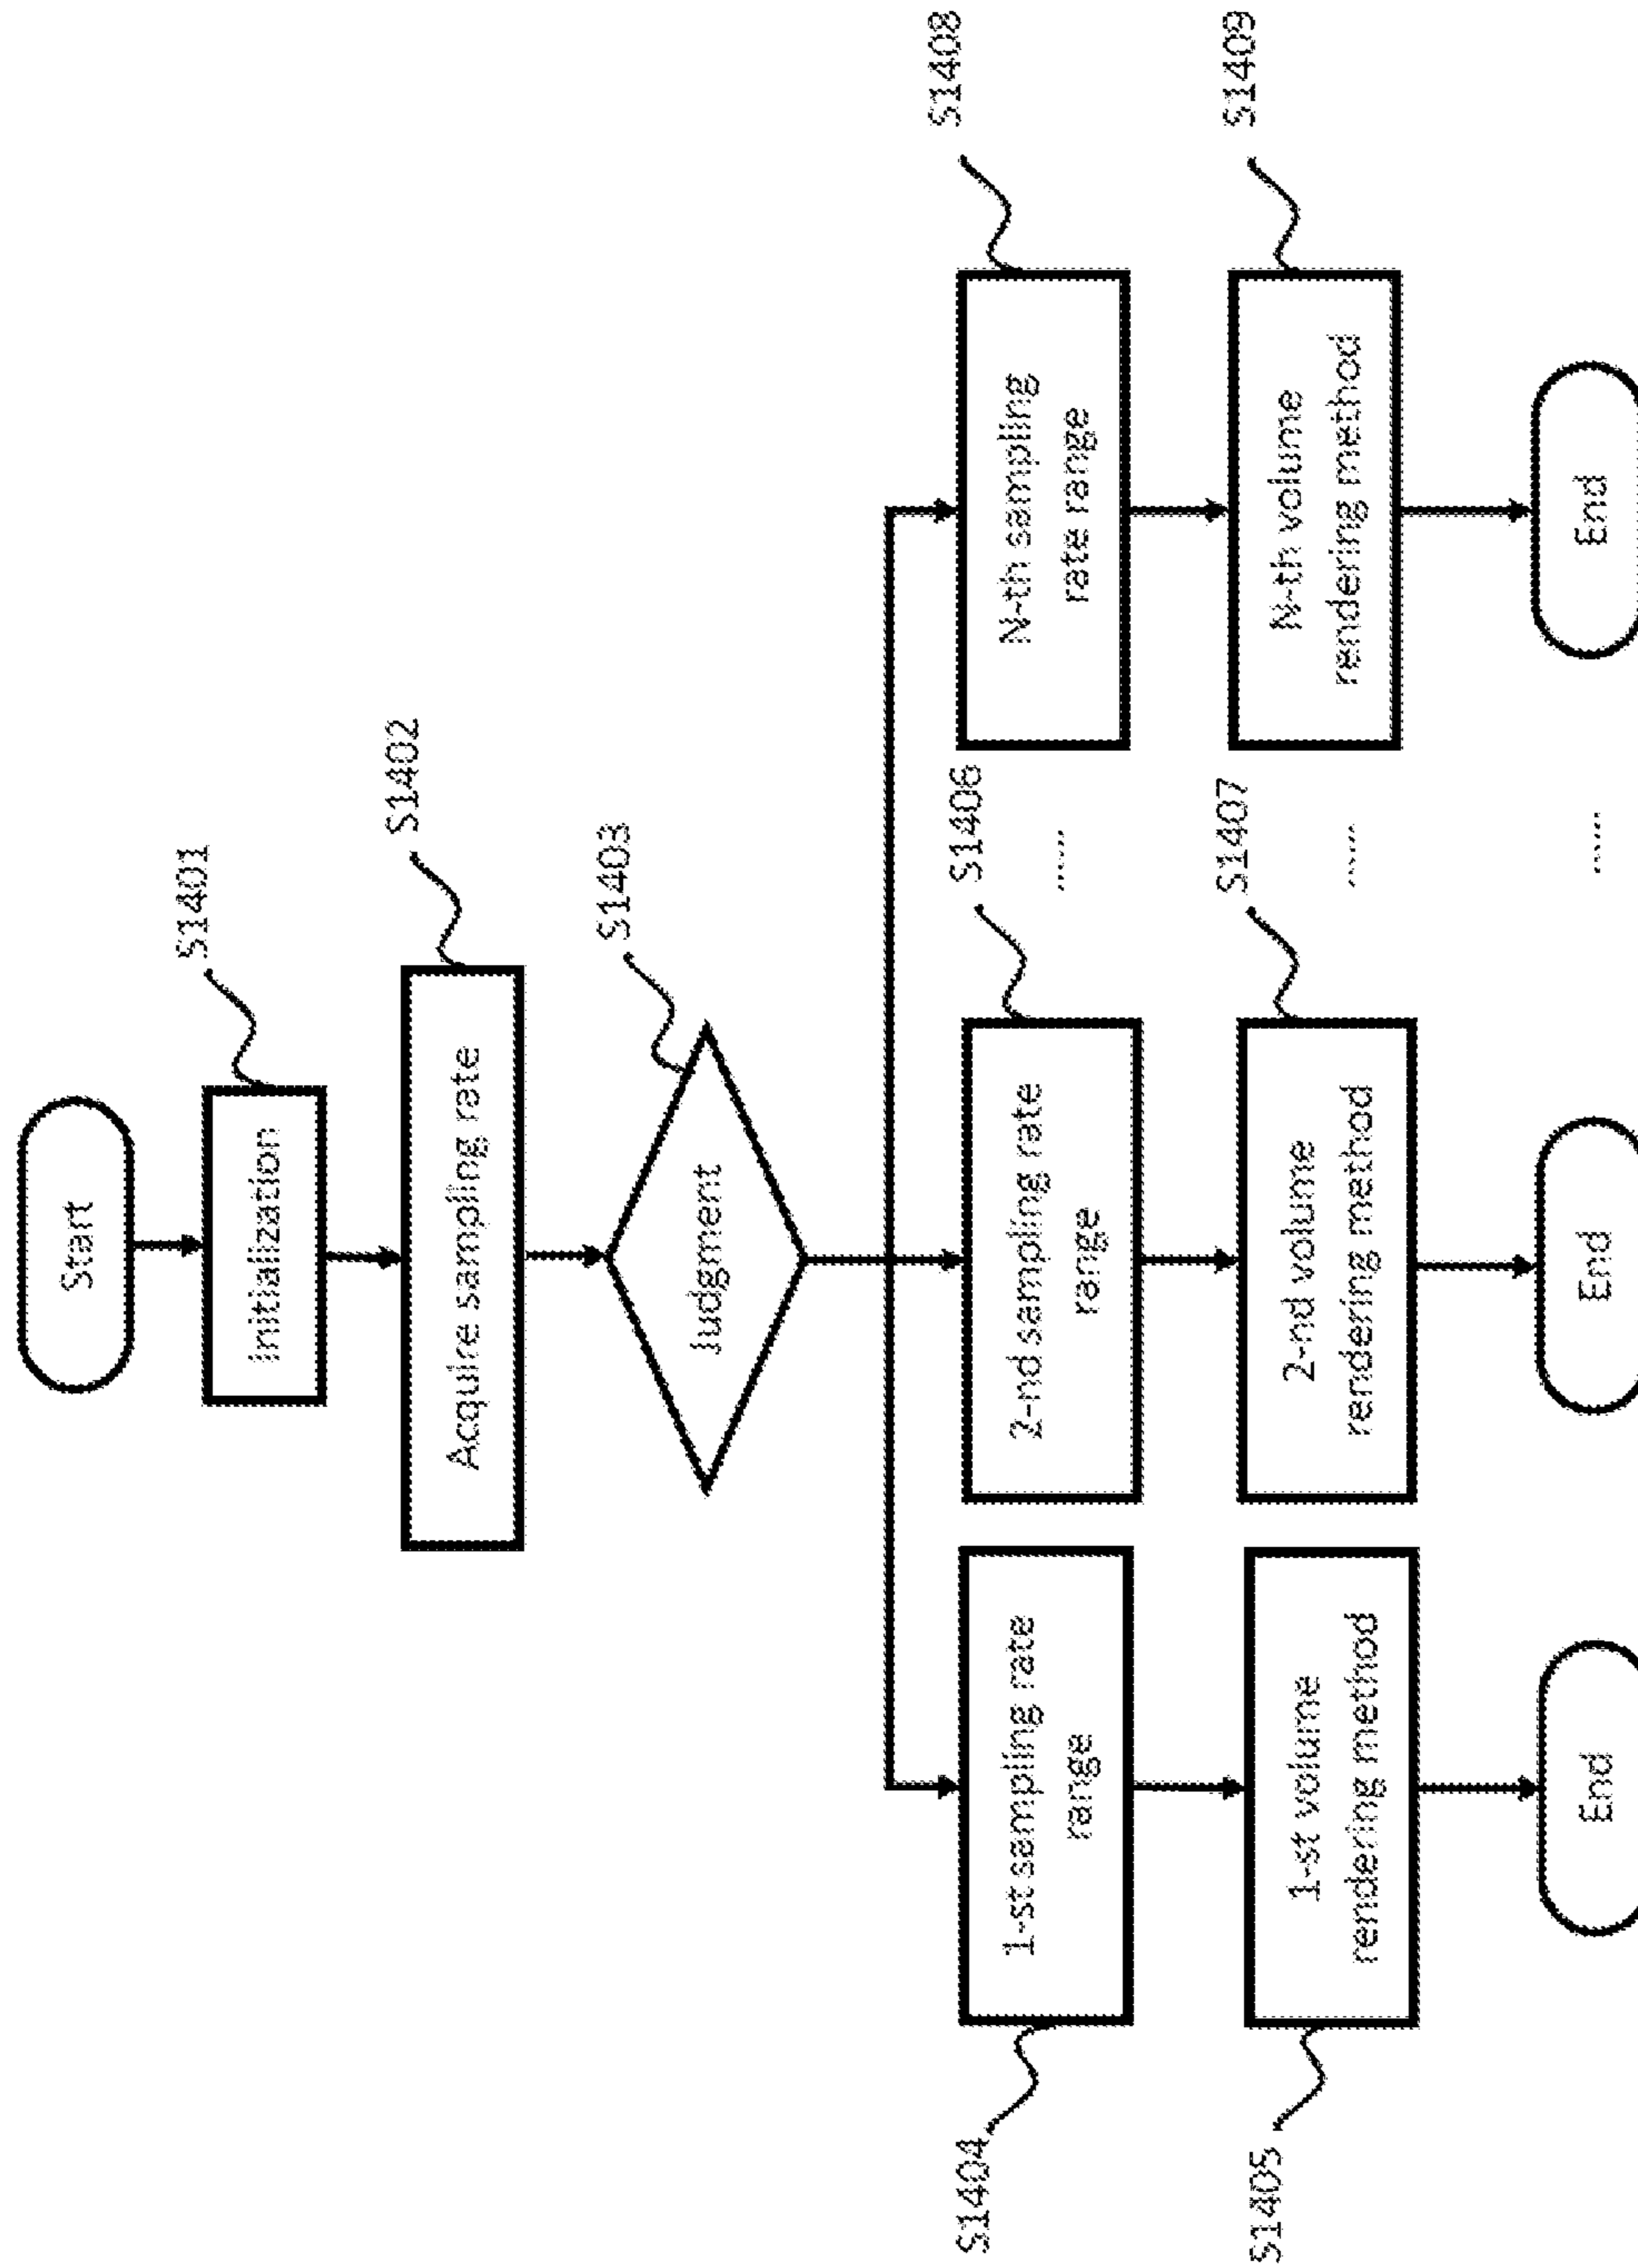 Start
S1401
Initialization
S1402
Acquire sampling rate
S1403
Judgment
S1404
1-st sampling rate
range
S1406
2-nd sampling rate
range
......
S1408
N-th sampling
rate range
S1405
1-st volume
rendering method
S1407
2-nd volume
rendering method
......
S1409
N-th volume
rendering method
End
End
......
End